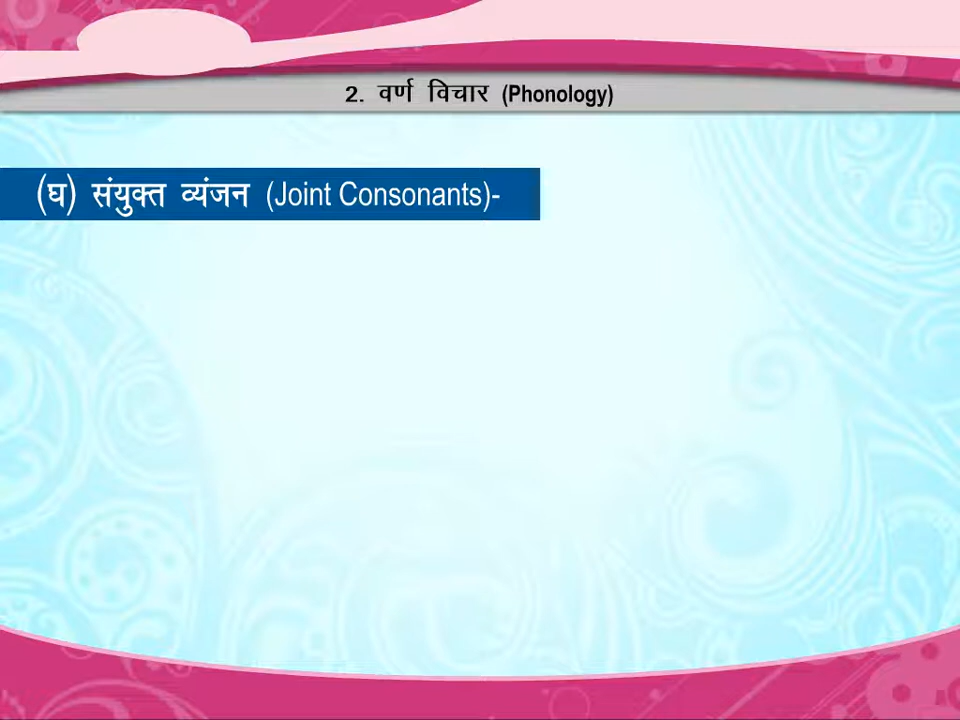 2. वर्ण विचार (Phonology)
(घ) संयुक्त व्यंजन (Joint Consonants)-